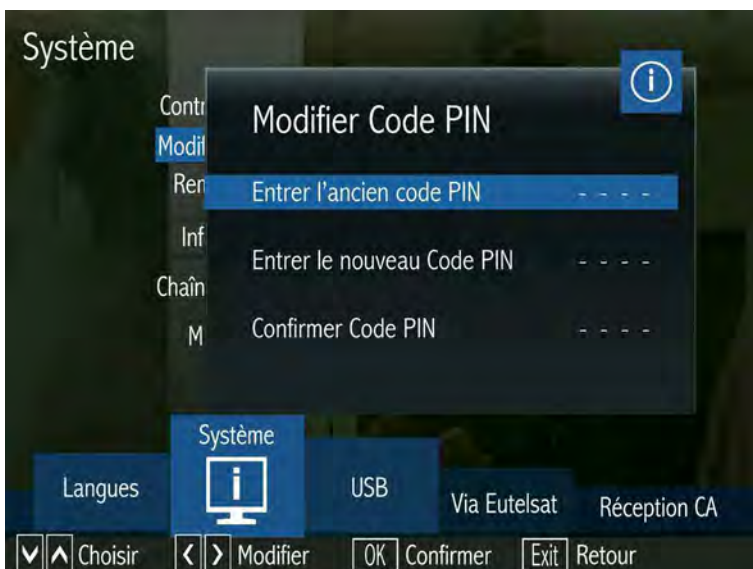 Système
Contr
Modif
Ren
Inf
Chaîn
M
Modifier Code PIN
Entrer l'ancien code PIN - - - -
Entrer le nouveau Code PIN - - - -
Confirmer Code PIN - - - -
Système
Langues
USB
Via Eutelsat
Réception CA
Choisir
Modifier
OK Confirmer
Exit Retour